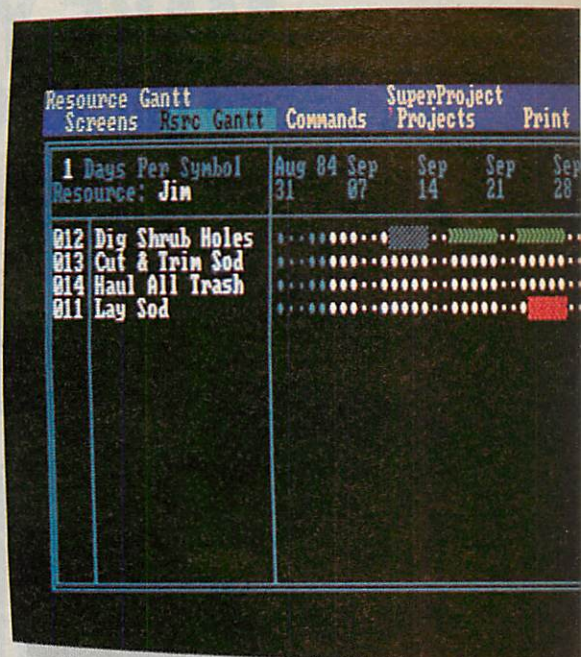 Resource Gantt SuperProject
Screens Rsrc Gantt Commands Projects Print
1 Days Per Symbol Aug 84 Sep Sep Sep Sep
Resource: Jim 31 07 14 21 28
012 Dig Shrub Holes
013 Cut & Trim Sod
014 Haul All Trash
011 Lay Sod